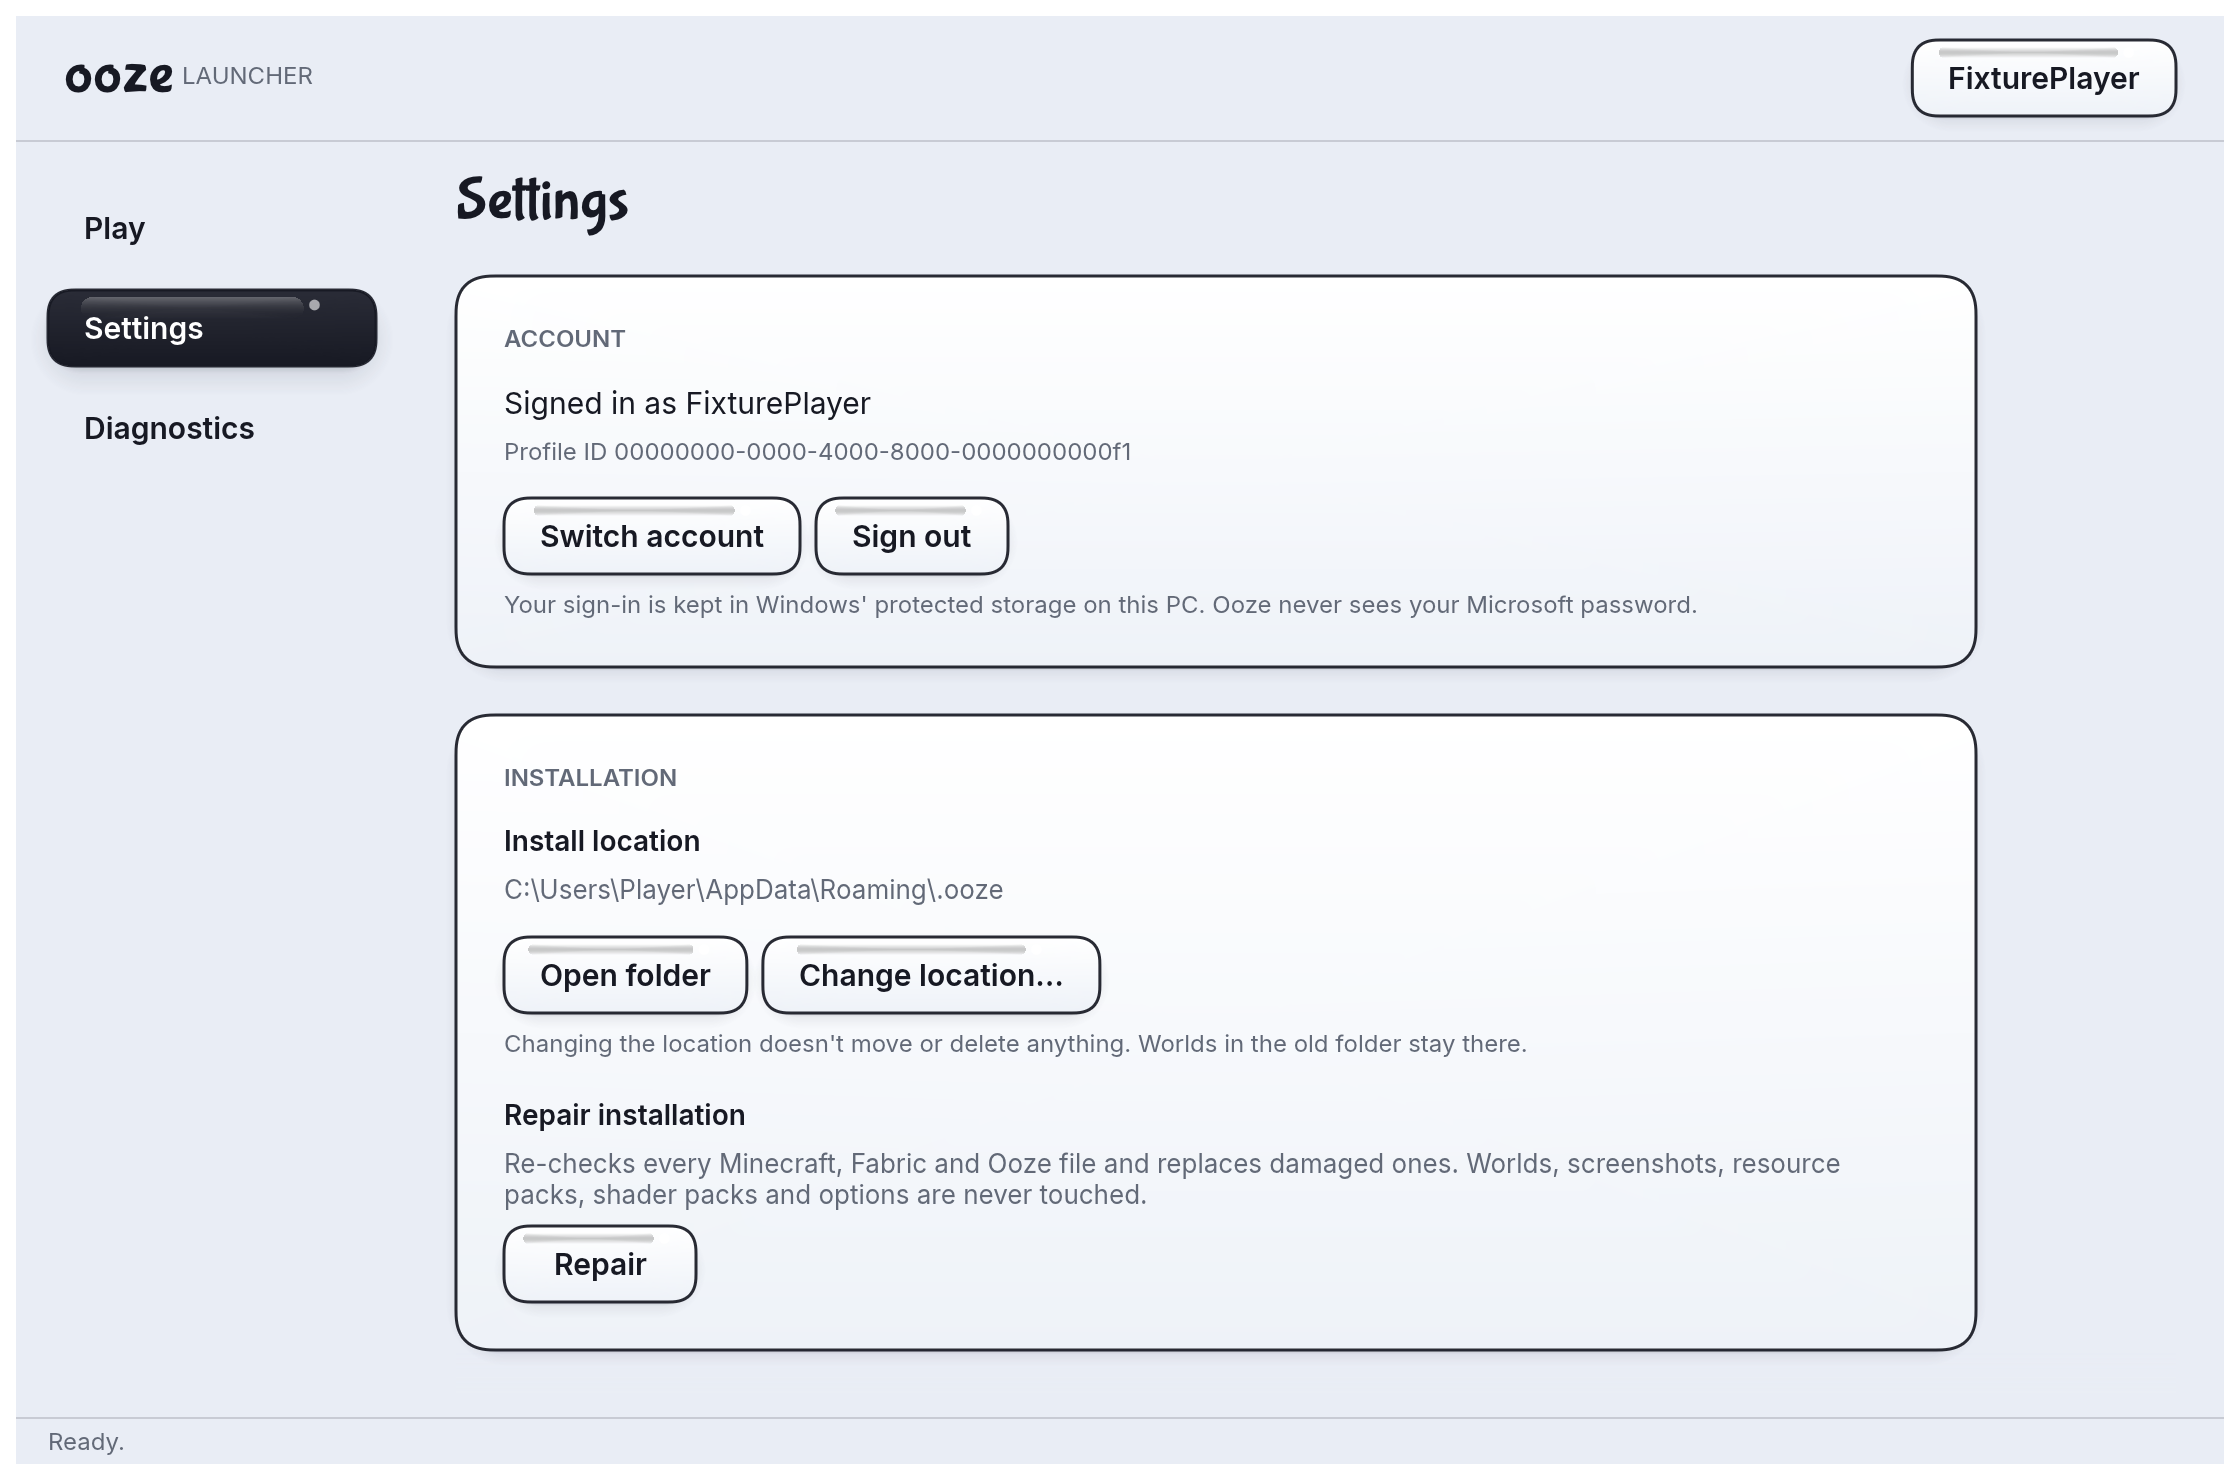 ooze LAUNCHER
FixturePlayer
Play
Settings
Diagnostics
Settings
ACCOUNT
Signed in as FixturePlayer
Profile ID 00000000-0000-4000-8000-0000000000f1
Switch account
Sign out
Your sign-in is kept in Windows' protected storage on this PC. Ooze never sees your Microsoft password.
INSTALLATION
Install location
C:\Users\Player\AppData\Roaming\.ooze
Open folder
Change location...
Changing the location doesn't move or delete anything. Worlds in the old folder stay there.
Repair installation
Re-checks every Minecraft, Fabric and Ooze file and replaces damaged ones. Worlds, screenshots, resource
packs, shader packs and options are never touched.
Repair
Ready.